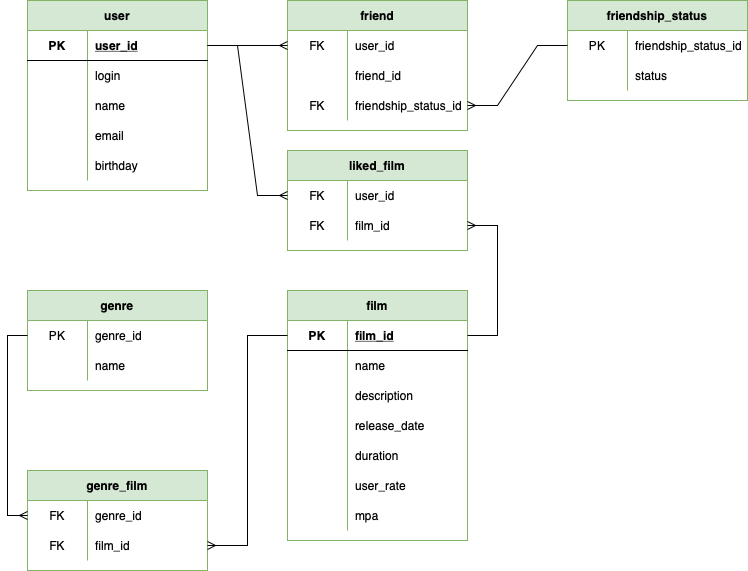 user
PK user_id
login
name
email
birthday
friend
FK user_id
friend_id
FK friendship_status_id
friendship_status
PK friendship_status_id
status
liked_film
FK user_id
FK film_id
genre
PK genre_id
name
film
PK film_id
name
description
release_date
duration
user_rate
mpa
genre_film
FK genre_id
FK film_id